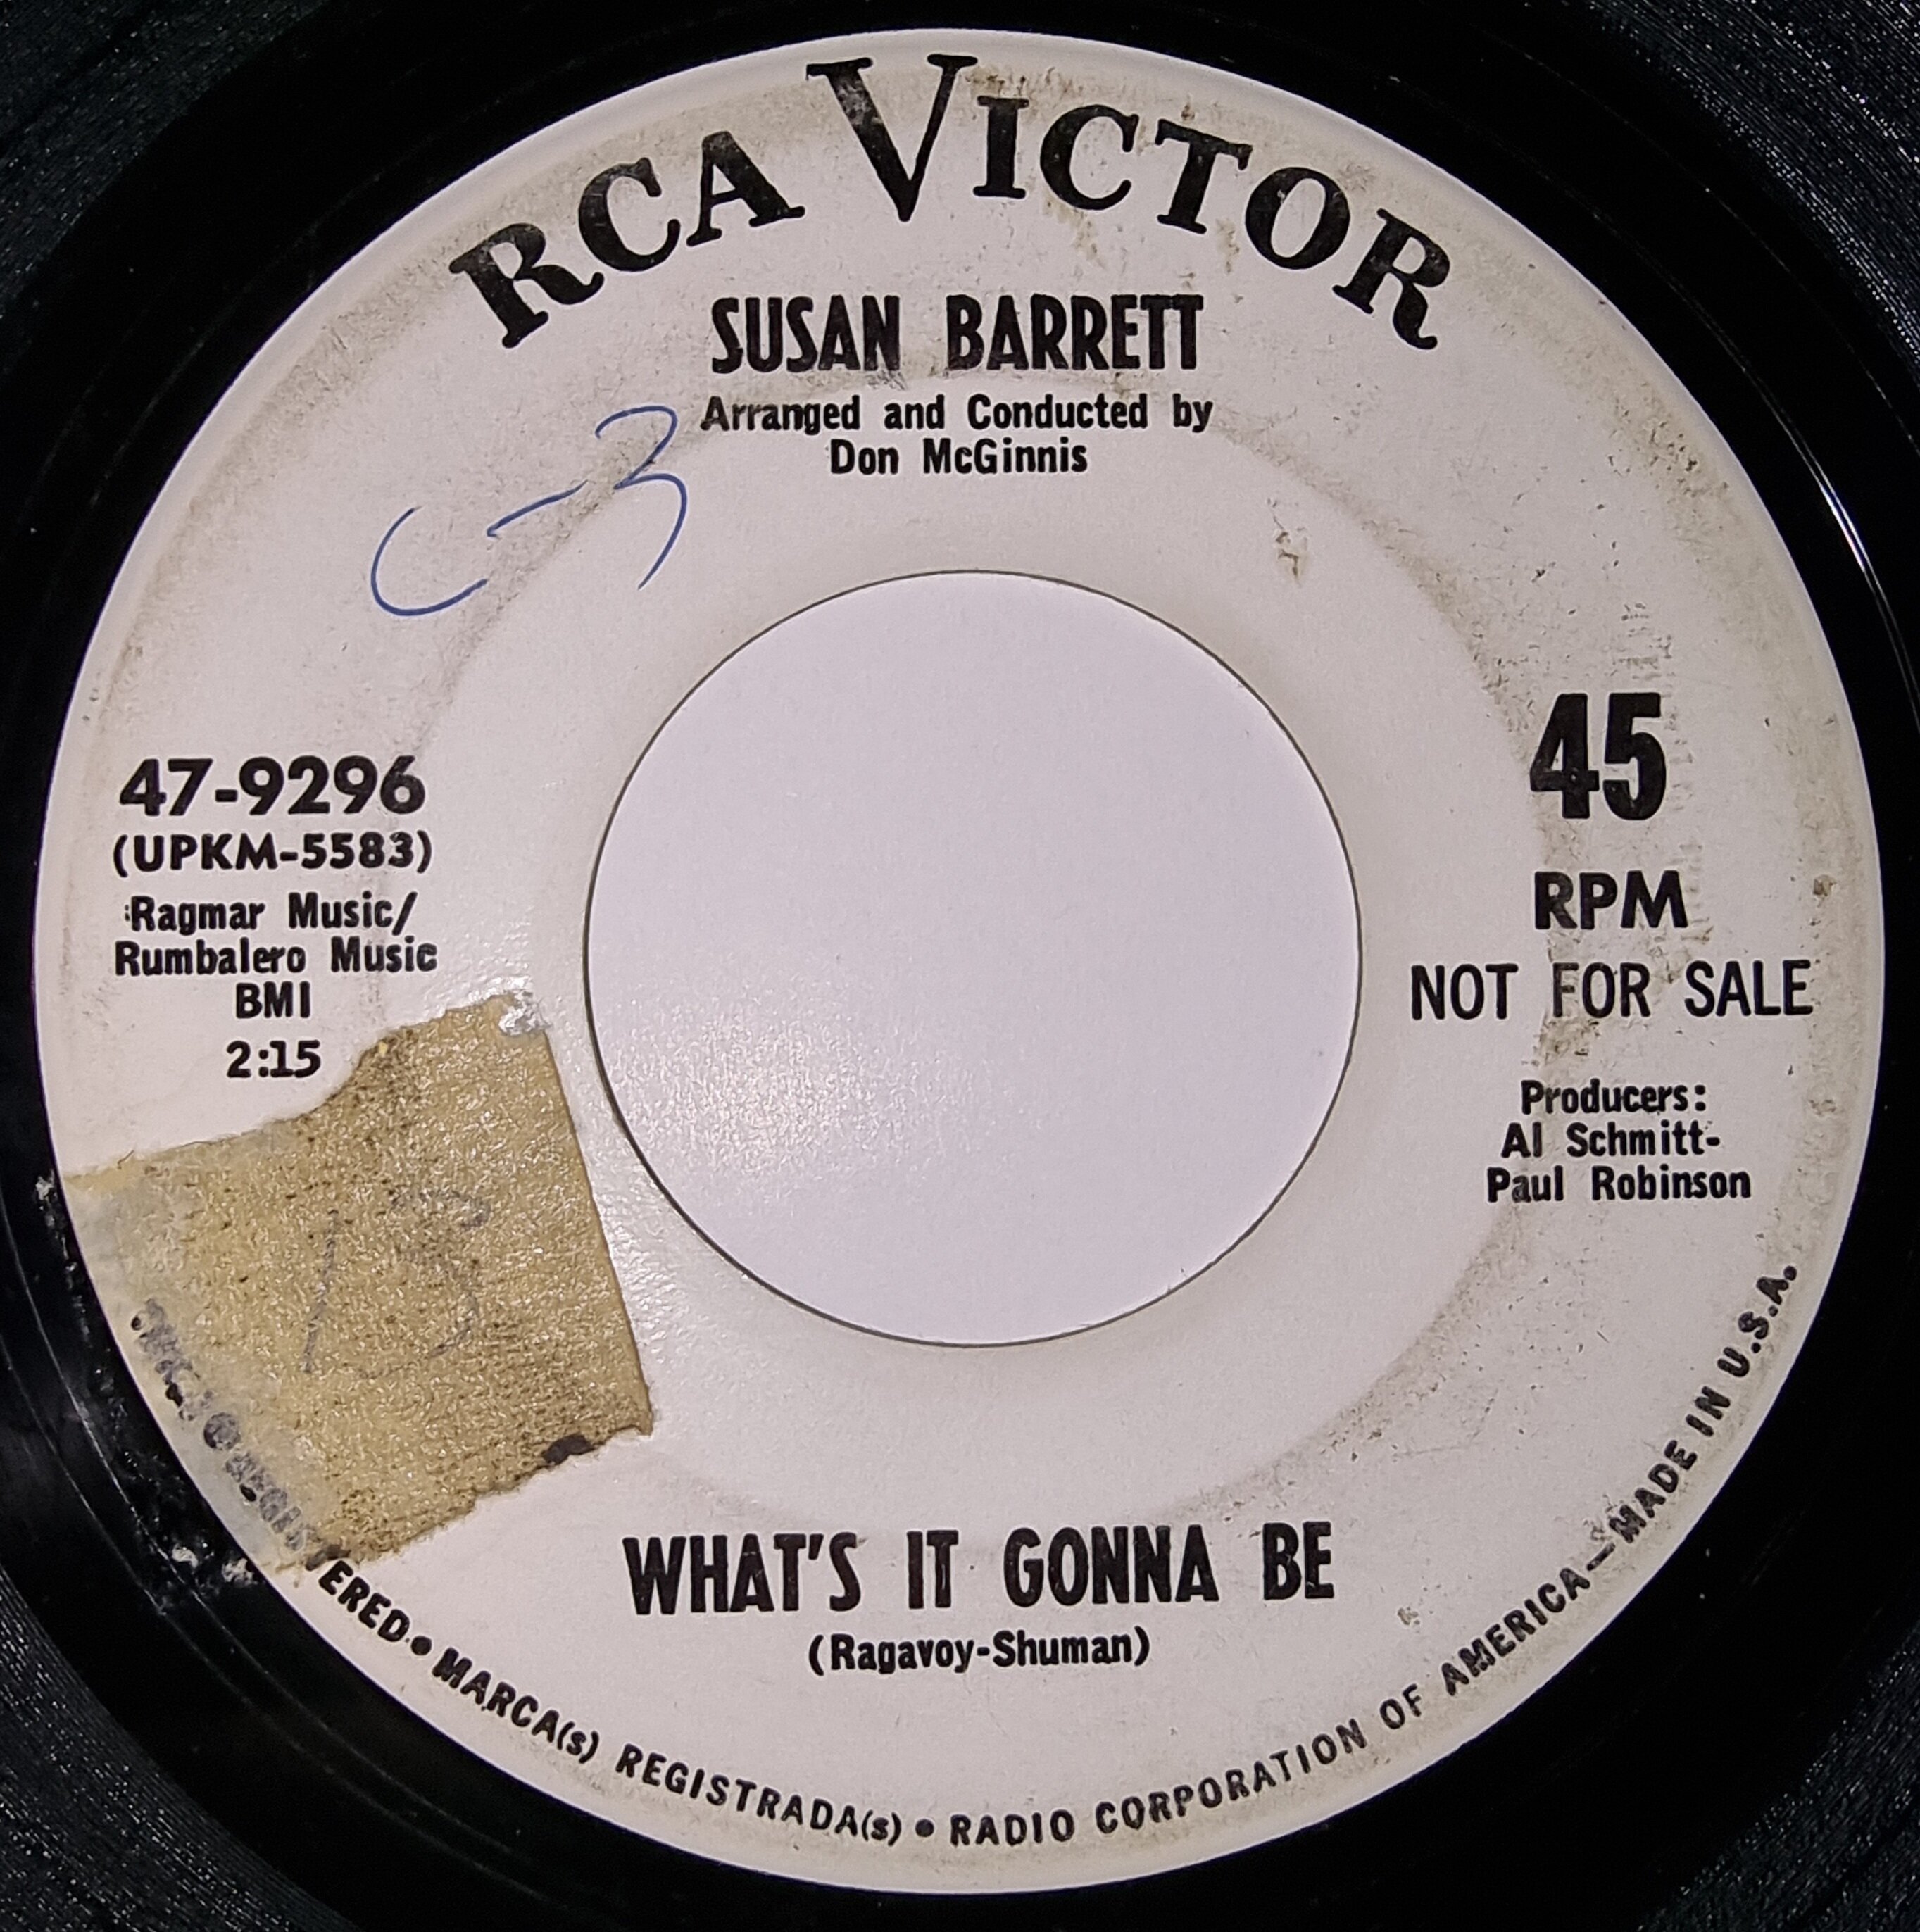 RCA VICTOR
SUSAN BARRETT
Arranged and Conducted by
Don McGinnis
C-3
47-9296
(UPKM-5583)
Ragmar Music/
Rumbalero Music
BMI
2:15
45
RPM
NOT FOR SALE
Producers:
Al Schmitt-
Paul Robinson
13
WHAT'S IT GONNA BE
(Ragavoy-Shuman)
MARCA(s) REGISTRADA(s) • RADIO CORPORATION OF AMERICA—MADE IN U.S.A.